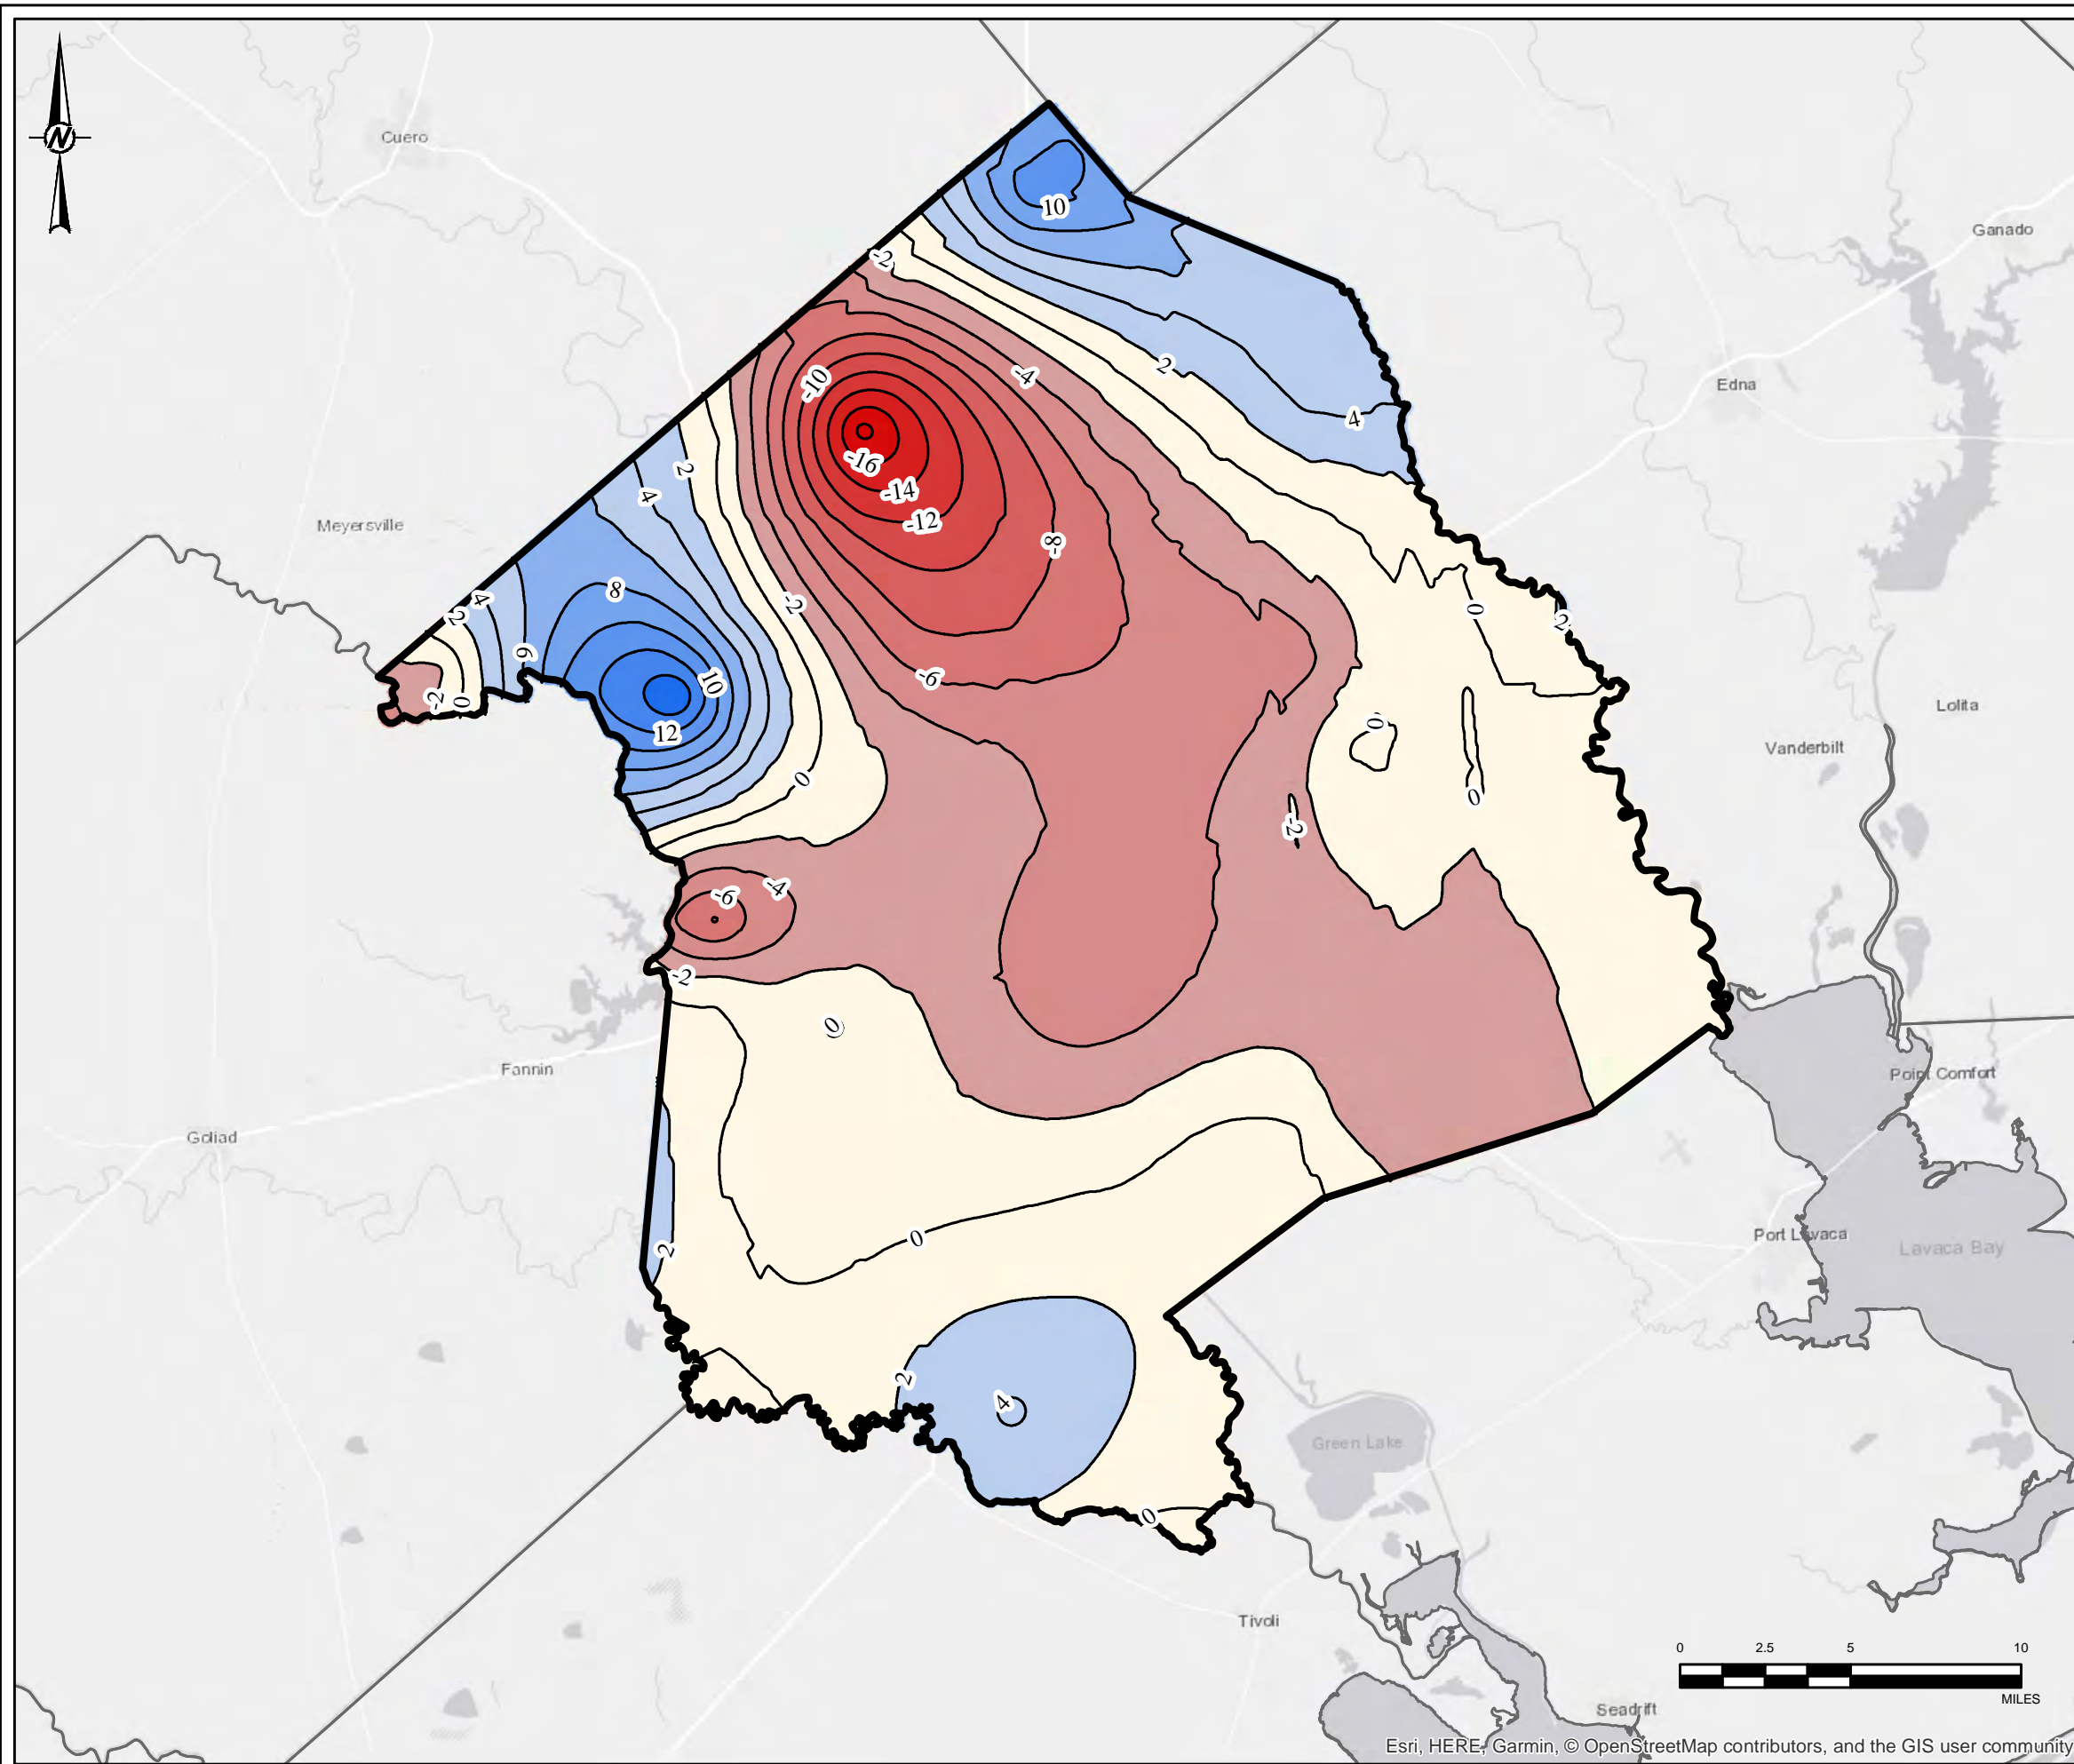 N
Cuero
10
Ganado
-2
2
-4
Edna
-10
4
-16
2
-14
4
-12
Meyersville
-8
8
-2
4
2
0
2
6
-6
10
-2
0
Lolita
12
0
Vanderbilt
0
0
-2
-4
-6
-2
0
Fannin
Point Comfort
Goliad
Port Lavaca
0
Lavaca Bay
2
2
4
Green Lake
0
Tivoli
0 2.5 5 10
MILES
Seadrift
Esri, HERE, Garmin, © OpenStreetMap contributors, and the GIS user community